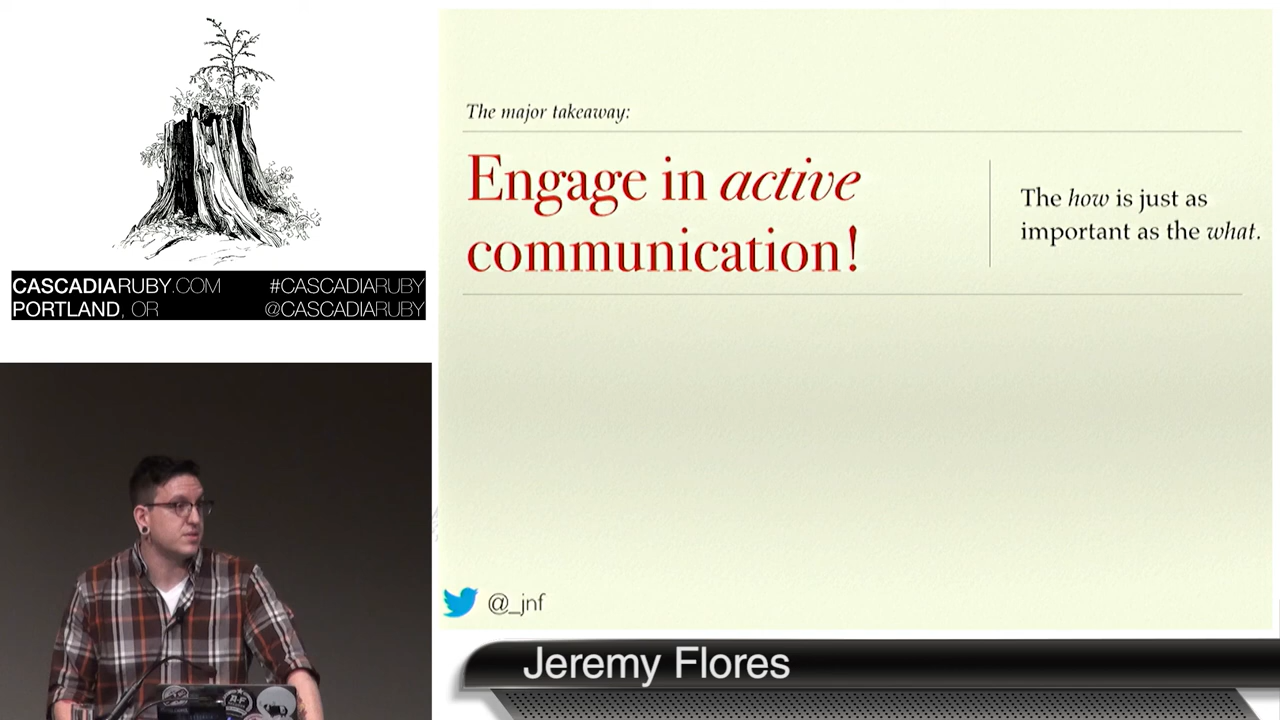 CASCADIARUBY.COM #CASCADIARUBY
PORTLAND, OR @CASCADIARUBY
The major takeaway:
Engage in active
communication!
The how is just as
important as the what.
@_jnf
Jeremy Flores